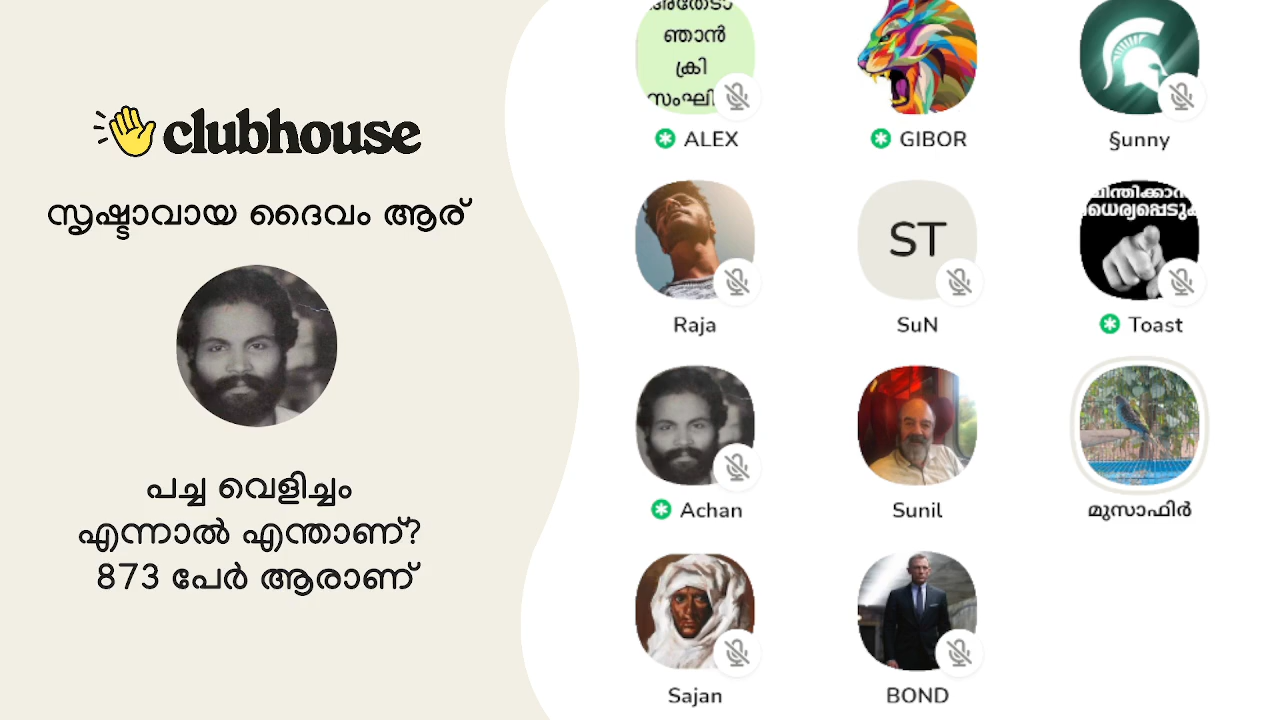 clubhouse
സൃഷ്ടാവായ ദൈവം ആര്
പച്ച വെളിച്ചം
എന്നാൽ എന്താണ്?
873 പേർ ആരാണ്
ഞാൻ
ക്രി
ALEX
GIBOR
§unny
ST
Raja
SuN
Toast
Achan
Sunil
മുസാഫിർ
Sajan
BOND